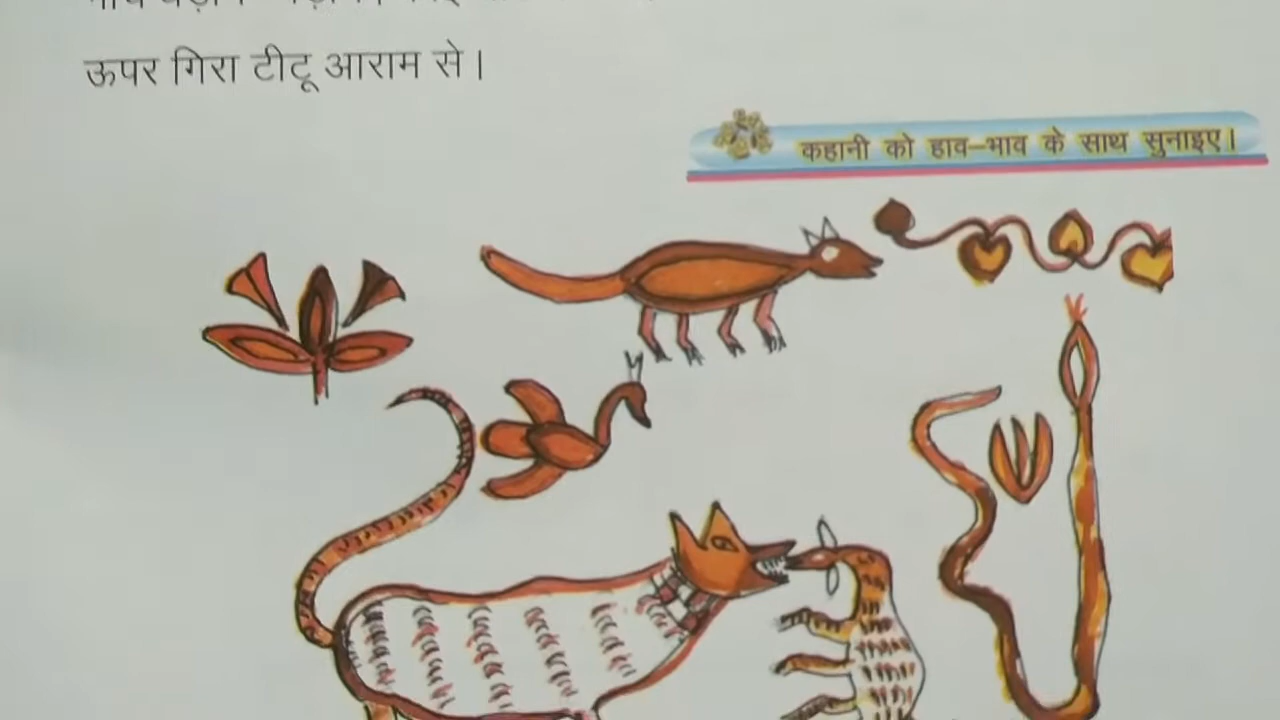 ऊपर गिरा टीटू आराम से।
कहानी को हाव-भाव के साथ सुनाइए।